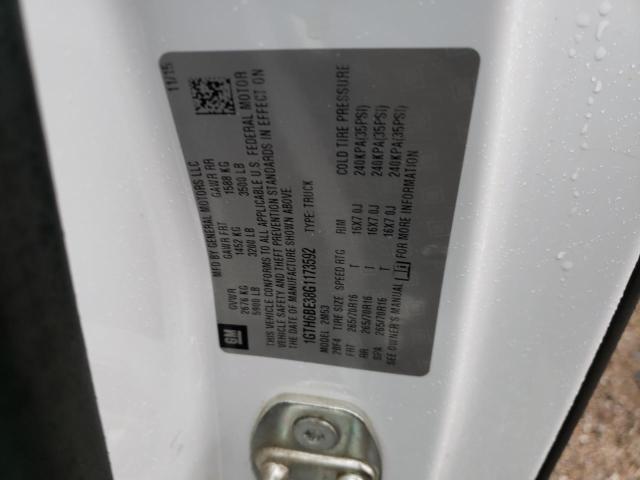 MFD BY GENERAL MOTORS LLC 11/15
GVWR GAWR FRT GAWR RR
2676 KG 1452 KG 1588 KG
5900 LB 3200 LB 3500 LB
THIS VEHICLE CONFORMS TO ALL APPLICABLE U.S. FEDERAL MOTOR
VEHICLE SAFETY AND THEFT PREVENTION STANDARDS IN EFFECT ON
THE DATE OF MANUFACTURE SHOWN ABOVE.
GM 1GTH6BE38G1173592 TYPE:TRUCK
MODEL: 2M53
28F4 TIRE SIZE SPEED RTG RIM COLD TIRE PRESSURE
FRT 265/70R16 T 16X7.0J 240KPA(35PSI)
RR 265/70R16 T 16X7.0J 240KPA(35PSI)
SPA 265/70R16 T 16X7.0J 240KPA(35PSI)
SEE OWNER'S MANUAL i FOR MORE INFORMATION